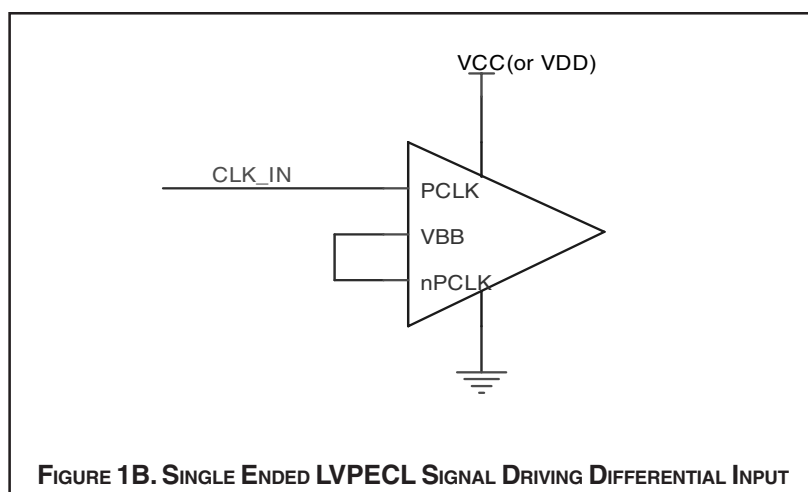 VCC(or VDD)
CLK_IN
PCLK
VBB
nPCLK
FIGURE 1B. SINGLE ENDED LVPECL SIGNAL DRIVING DIFFERENTIAL INPUT